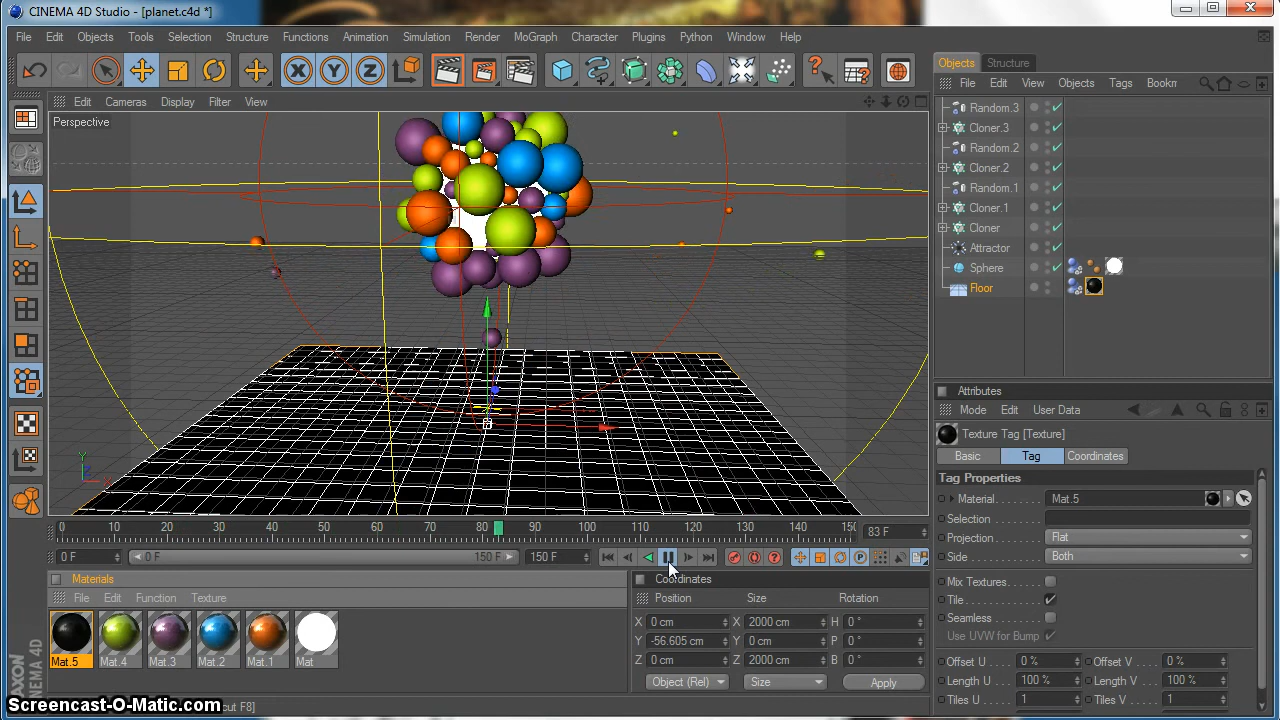 CINEMA 4D Studio - [planet.c4d *]
File Edit Objects Tools Selection Structure Functions Animation Simulation Render MoGraph Character Plugins Python Window Help
X Y Z
Objects Structure
File Edit View Objects Tags Bookm
Edit Cameras Display Filter View
Perspective
Random.3
Cloner.3
Random.2
Cloner.2
Random.1
Cloner.1
Cloner
Attractor
Sphere
Floor
Attributes
Mode Edit User Data
Texture Tag [Texture]
Basic Tag Coordinates
Tag Properties
Material Mat.5
Selection
Projection Flat
Side Both
Mix Textures
Tile
Seamless
Use UVW for Bump
Offset U 0 % Offset V 0 %
Length U 100 % Length V 100 %
Tiles U 1 Tiles V 1
Y
Z X
0 10 20 30 40 50 60 70 80 90 100 110 120 130 140 150 83 F
0 F 0 F 150 F 150 F
P
Materials
File Edit Function Texture
Mat.5 Mat.4 Mat.3 Mat.2 Mat.1 Mat
Coordinates
Position Size Rotation
X 0 cm X 2000 cm H 0 °
Y -56.605 cm Y 0 cm P 0 °
Z 0 cm Z 2000 cm B 0 °
Object (Rel) Size Apply
MAXON
CINEMA 4D
Screencast-O-Matic.com
cut F8]